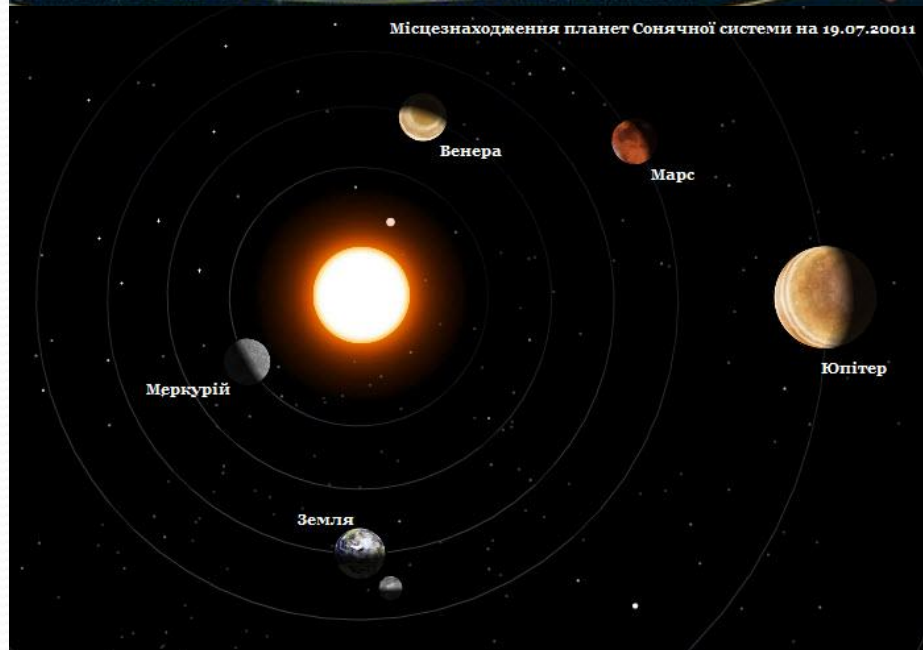 Місцезнаходження планет Сонячної системи на 19.07.20011
Венера
Марс
Юпітер
Меркурій
Земля